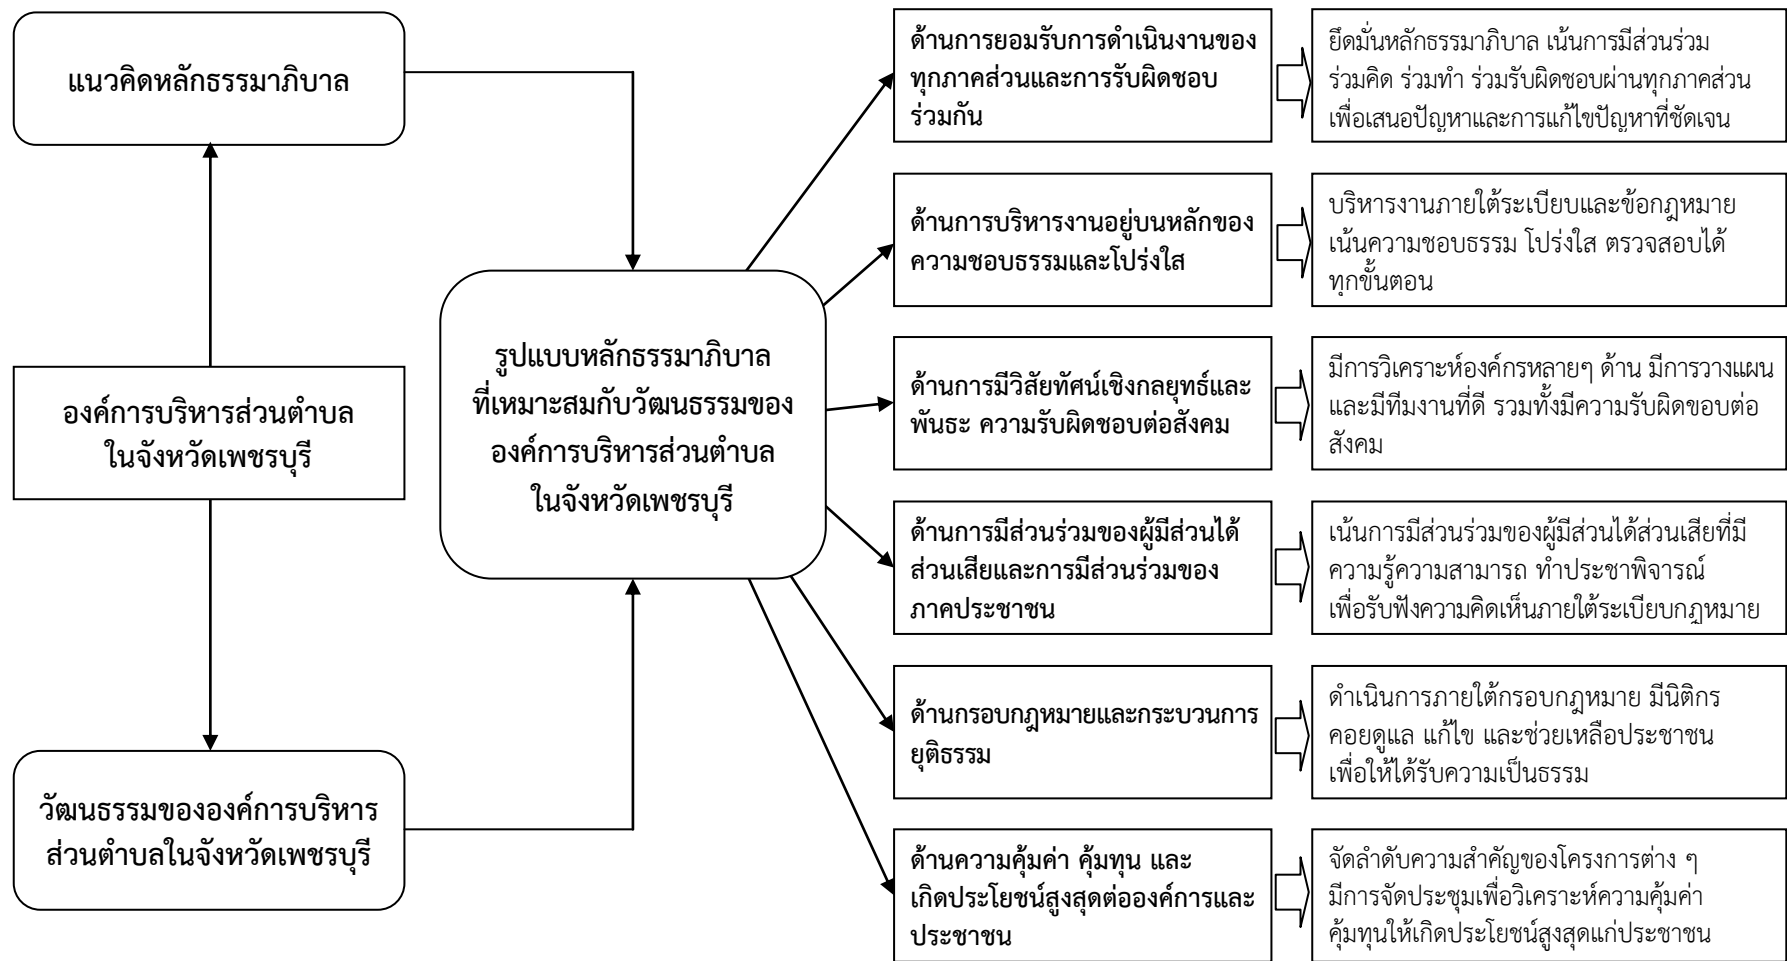 แนวคิดหลักธรรมาภิบาล
องค์การบริหารส่วนตำบล
ในจังหวัดเพชรบุรี
วัฒนธรรมขององค์การบริหาร
ส่วนตำบลในจังหวัดเพชรบุรี
รูปแบบหลักธรรมาภิบาล
ที่เหมาะสมกับวัฒนธรรมของ
องค์การบริหารส่วนตำบล
ในจังหวัดเพชรบุรี
ด้านการยอมรับการดำเนินงานของ
ทุกภาคส่วนและการรับผิดชอบ
ร่วมกัน
ยึดมั่นหลักธรรมาภิบาล เน้นการมีส่วนร่วม
ร่วมคิด ร่วมทำ ร่วมรับผิดชอบผ่านทุกภาคส่วน
เพื่อเสนอปัญหาและการแก้ไขปัญหาที่ชัดเจน
ด้านการบริหารงานอยู่บนหลักของ
ความชอบธรรมและโปร่งใส
บริหารงานภายใต้ระเบียบและข้อกฎหมาย
เน้นความชอบธรรม โปร่งใส ตรวจสอบได้
ทุกขั้นตอน
ด้านการมีวิสัยทัศน์เชิงกลยุทธ์และ
พันธะ ความรับผิดชอบต่อสังคม
มีการวิเคราะห์องค์กรหลายๆ ด้าน มีการวางแผน
และมีทีมงานที่ดี รวมทั้งมีความรับผิดขอบต่อ
สังคม
ด้านการมีส่วนร่วมของผู้มีส่วนได้
ส่วนเสียและการมีส่วนร่วมของ
ภาคประชาชน
เน้นการมีส่วนร่วมของผู้มีส่วนได้ส่วนเสียที่มี
ความรู้ความสามารถ ทำประชาพิจารณ์
เพื่อรับฟังความคิดเห็นภายใต้ระเบียบกฎหมาย
ด้านกรอบกฎหมายและกระบวนการ
ยุติธรรม
ดำเนินการภายใต้กรอบกฎหมาย มีนิติกร
คอยดูแล แก้ไข และช่วยเหลือประชาชน
เพื่อให้ได้รับความเป็นธรรม
ด้านความคุ้มค่า คุ้มทุน และ
เกิดประโยชน์สูงสุดต่อองค์การและ
ประชาชน
จัดลำดับความสำคัญของโครงการต่าง ๆ
มีการจัดประชุมเพื่อวิเคราะห์ความคุ้มค่า
คุ้มทุนให้เกิดประโยชน์สูงสุดแก่ประชาชน